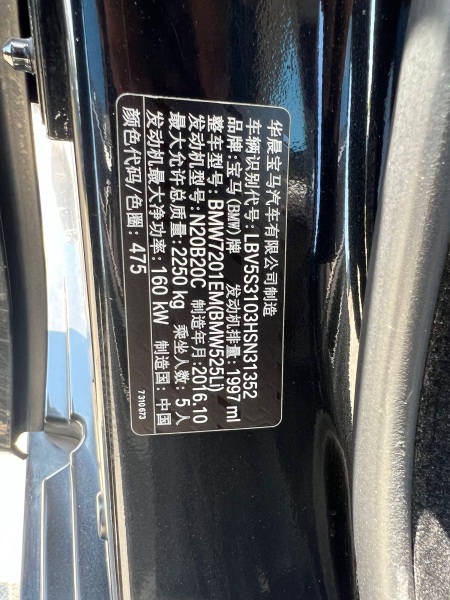 华晨宝马汽车有限公司制造
车辆识别代号: LBV5S3103HSN31352
品牌: 宝马(BMW)牌 发动机排量: 1997 ml
整车型号: BMW7201EM(BMW525Li)
发动机型号: N20B20C 制造年月: 2016.10
最大允许总质量: 2250 kg 乘坐人数: 5 人
发动机最大净功率: 160 kW 制造国: 中国
颜色代码/色圈: 475
7 310 673